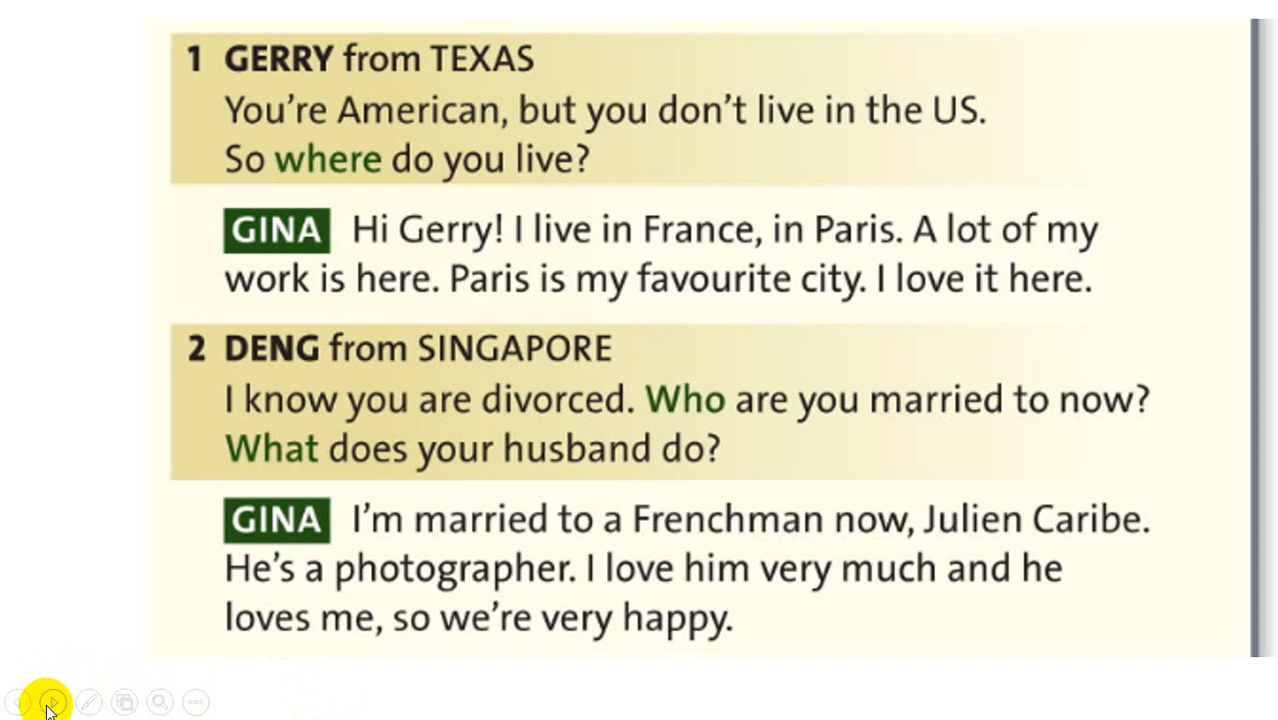 1 GERRY from TEXAS
You're American, but you don't live in the US.
So where do you live?
GINA Hi Gerry! I live in France, in Paris. A lot of my
work is here. Paris is my favourite city. I love it here.
2 DENG from SINGAPORE
I know you are divorced. Who are you married to now?
What does your husband do?
GINA I'm married to a Frenchman now, Julien Caribe.
He's a photographer. I love him very much and he
loves me, so we're very happy.